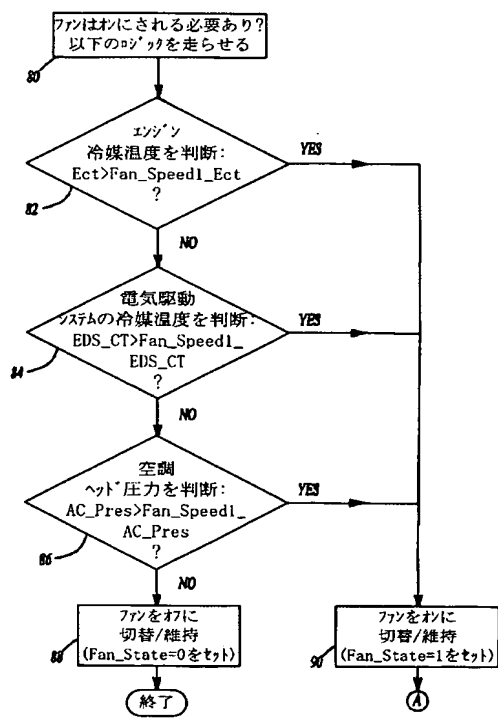 ファンはオンにされる必要あり?
以下のロジックを走らせる
80
エンジン
冷媒温度を判断:
Ect>Fan_Speed1_Ect
?
82
YES
NO
電気駆動
システムの冷媒温度を判断:
EDS_CT>Fan_Speed1_
EDS_CT
?
84
YES
NO
空調
ヘッド圧力を判断:
AC_Pres>Fan_Speed1_
AC_Pres
?
86
YES
NO
ファンをオフに
切替/維持
(Fan_State=0をセット)
88
終了
ファンをオンに
切替/維持
(Fan_State=1をセット)
90
A